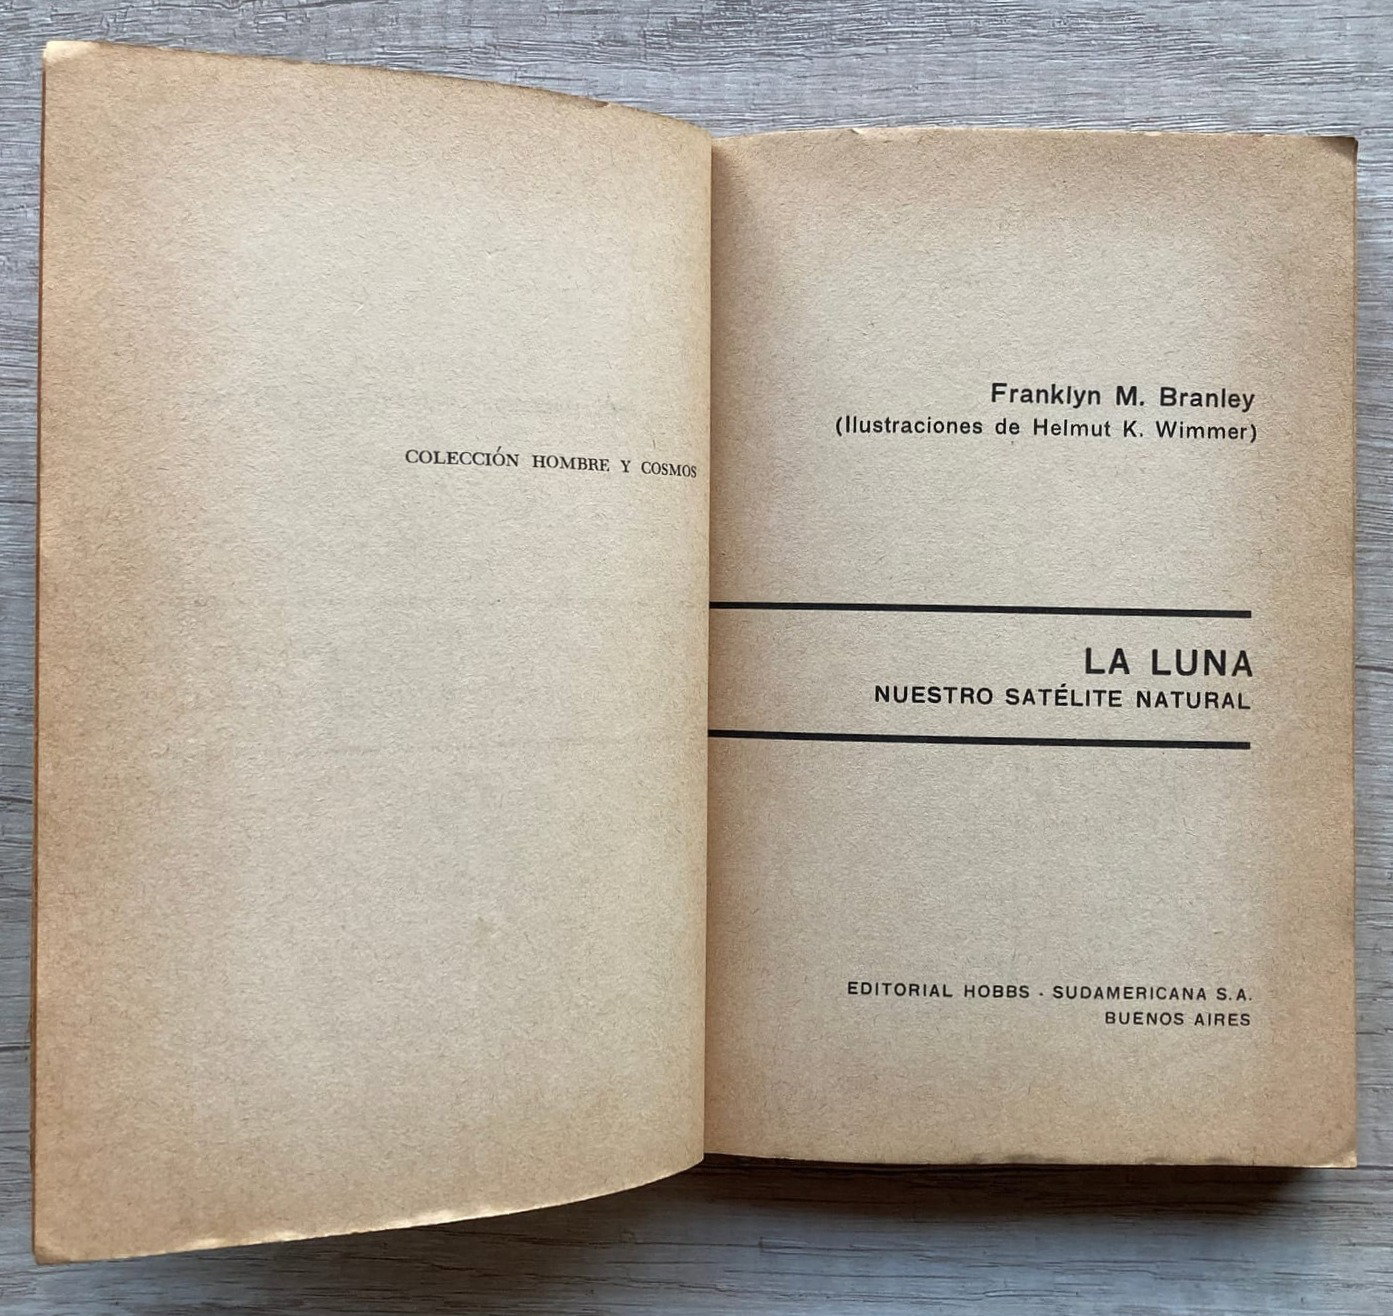 COLECCIÓN HOMBRE Y COSMOS
Franklyn M. Branley
(Ilustraciones de Helmut K. Wimmer)
LA LUNA
NUESTRO SATÉLITE NATURAL
EDITORIAL HOBBS - SUDAMERICANA S.A.
BUENOS AIRES